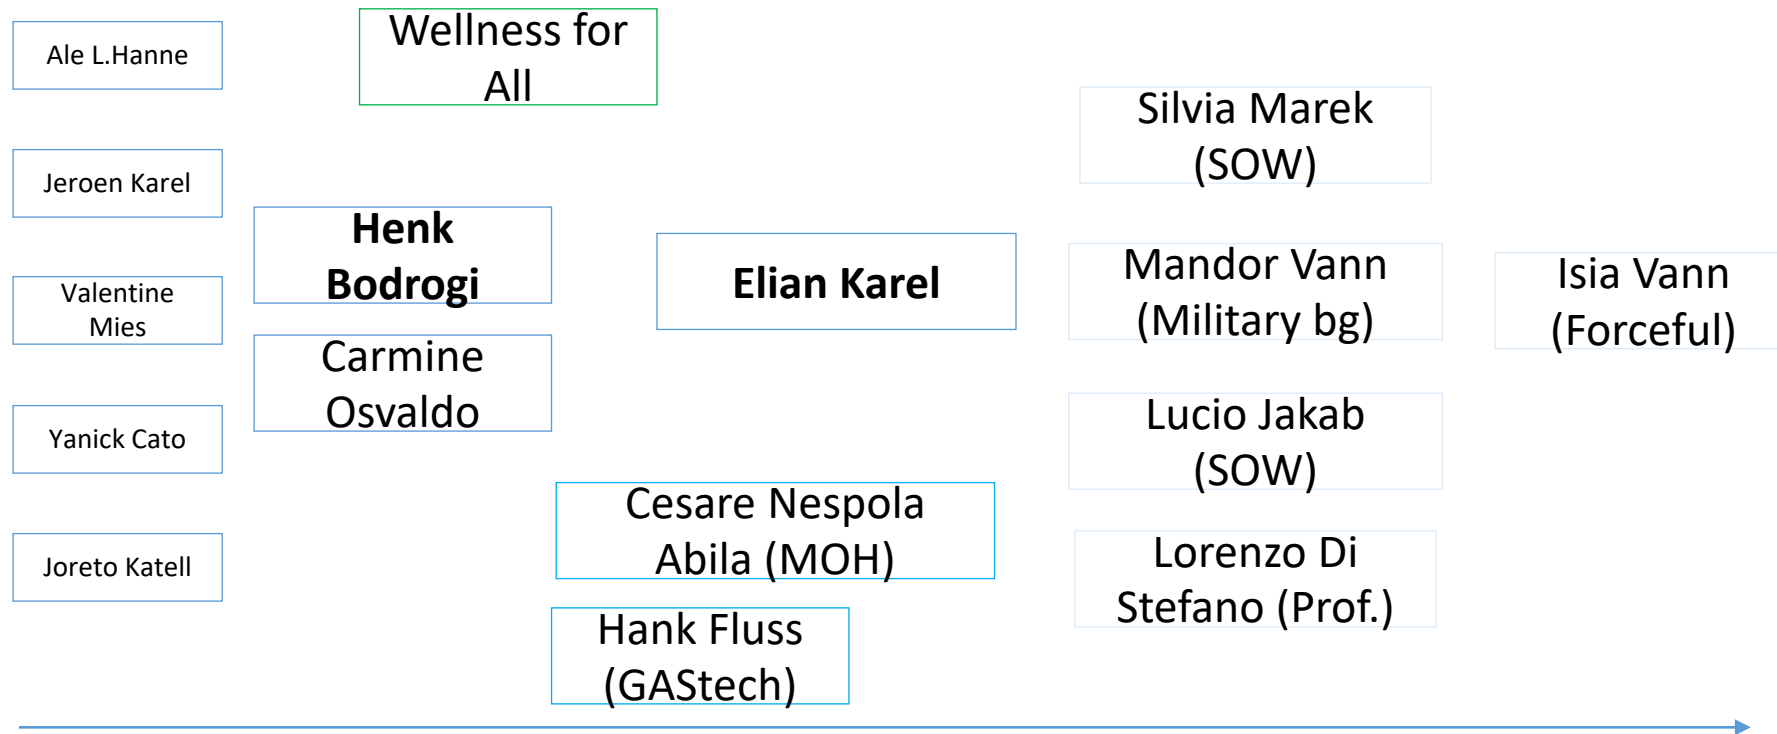 Ale L.Hanne
Wellness for
All
Silvia Marek
(SOW)
Jeroen Karel
Henk
Bodrogi
Elian Karel
Mandor Vann
(Military bg)
Isia Vann
(Forceful)
Valentine
Mies
Carmine
Osvaldo
Yanick Cato
Lucio Jakab
(SOW)
Cesare Nespola
Abila (MOH)
Joreto Katell
Lorenzo Di
Stefano (Prof.)
Hank Fluss
(GAStech)